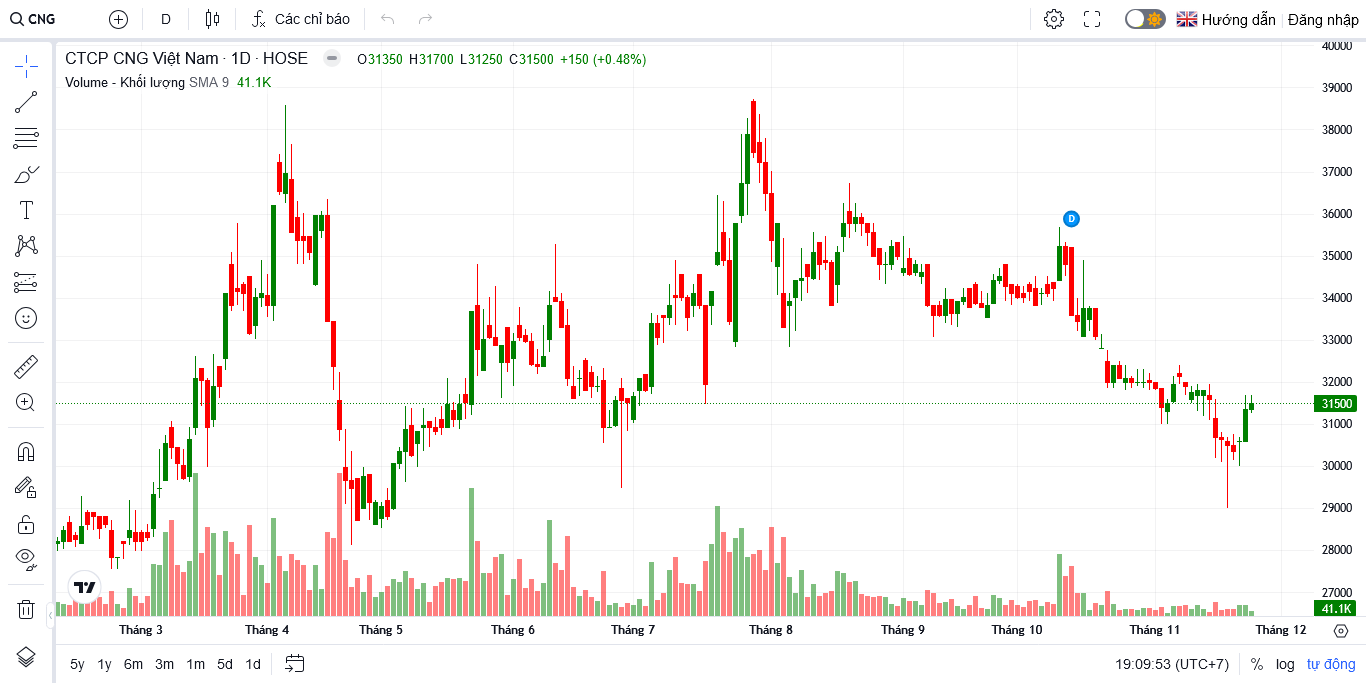 CNG D Các chỉ báo Hướng dẫn Đăng nhập
CTCP CNG Việt Nam · 1D · HOSE O31350 H31700 L31250 C31500 +150 (+0.48%)
Volume - Khối lượng SMA 9 41.1K
40000
39000
38000
37000
36000
D
35000
34000
33000
32000
31500
31000
30000
29000
28000
27000
41.1K
Tháng 3 Tháng 4 Tháng 5 Tháng 6 Tháng 7 Tháng 8 Tháng 9 Tháng 10 Tháng 11 Tháng 12
5y 1y 6m 3m 1m 5d 1d 19:09:53 (UTC+7) % log tự động